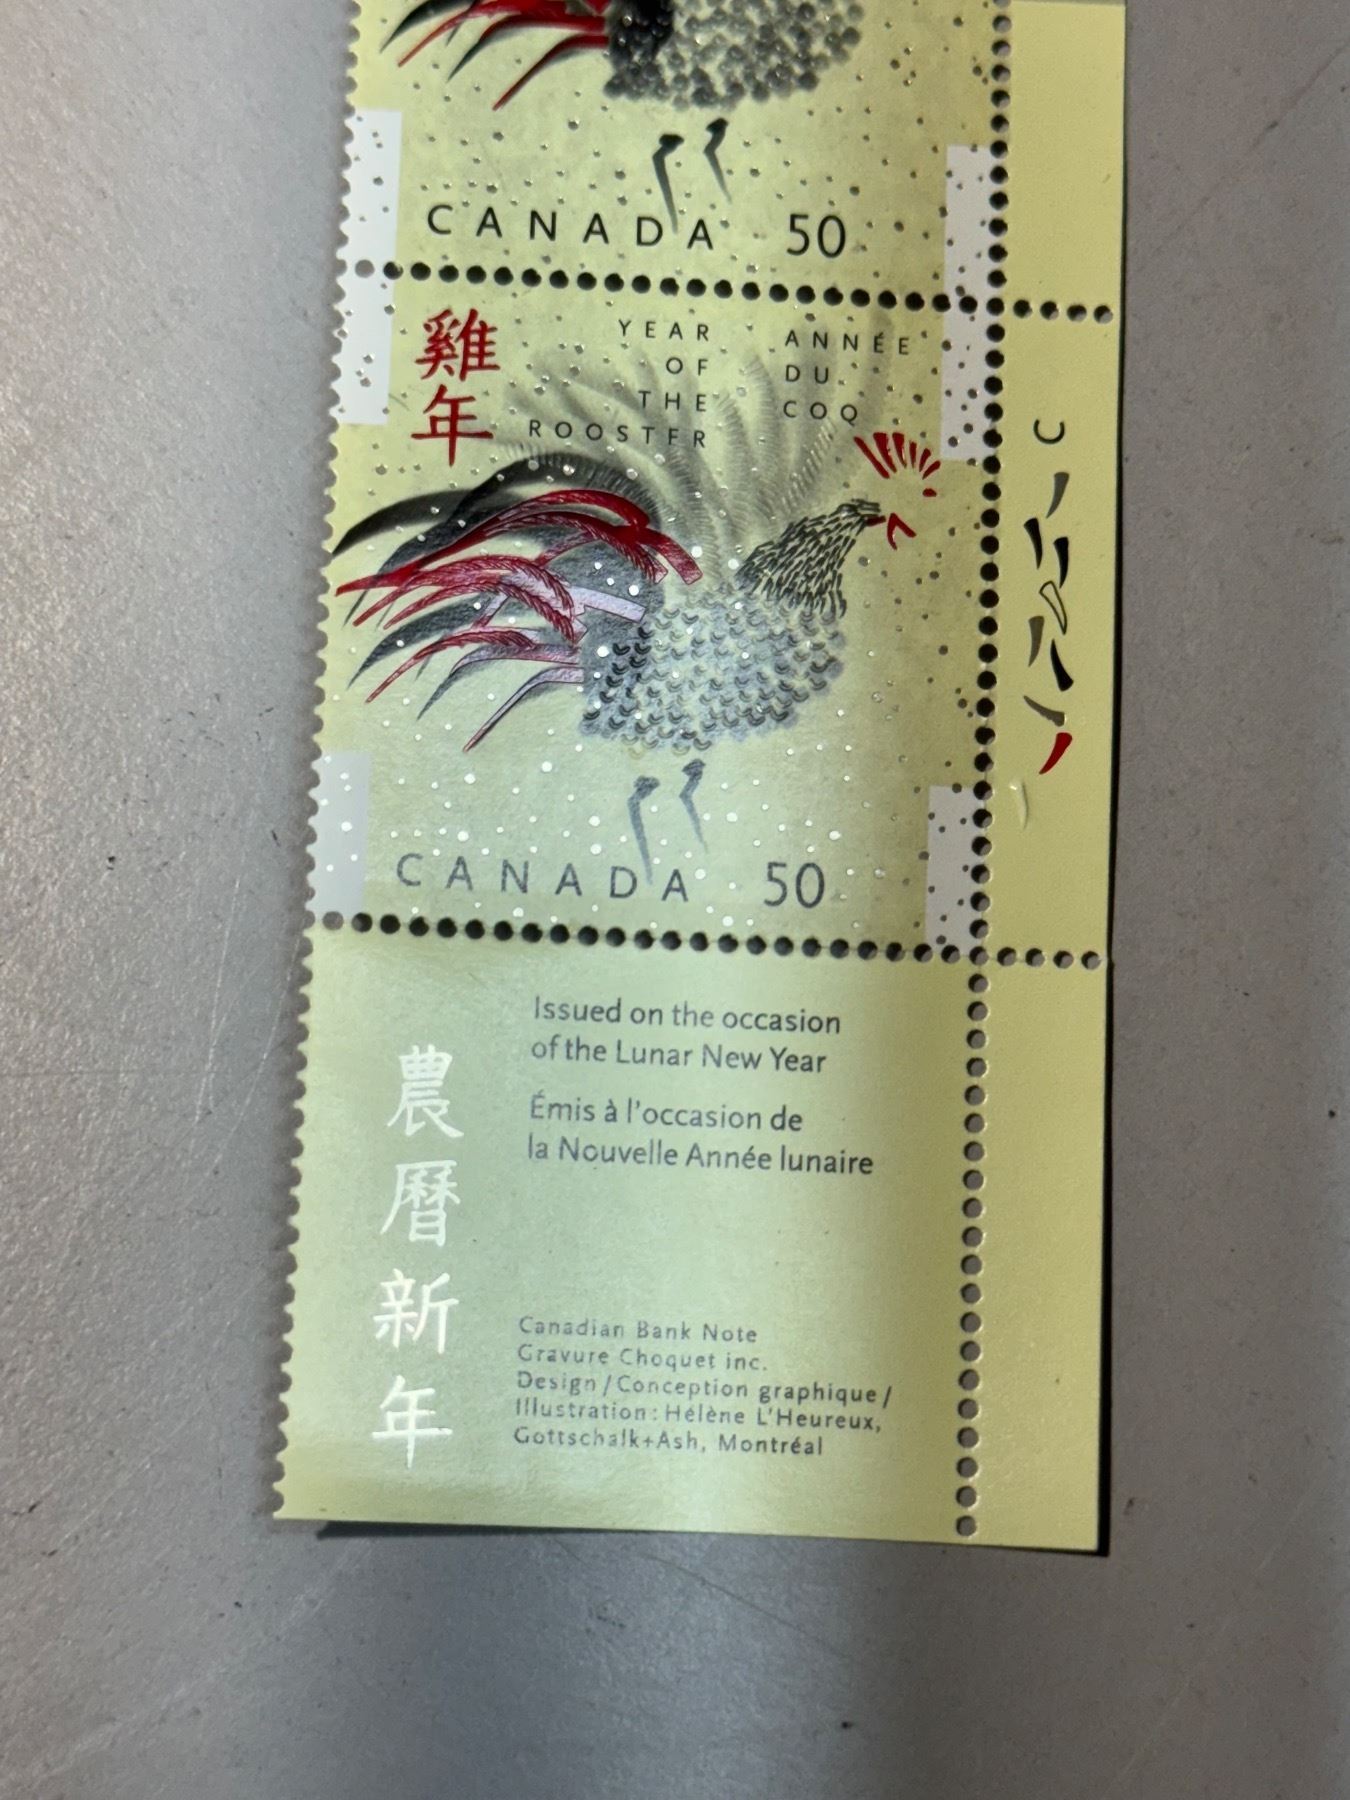 CANADA 50
雞年
YEAR
OF
THE
ROOSTER
ANNÉE
DU
COQ
CANADA 50
農曆新年
Issued on the occasion
of the Lunar New Year
Émis à l'occasion de
la Nouvelle Année lunaire
Canadian Bank Note
Gravure Choquet inc.
Design / Conception graphique /
Illustration : Hélène L'Heureux,
Gottschalk+Ash, Montréal